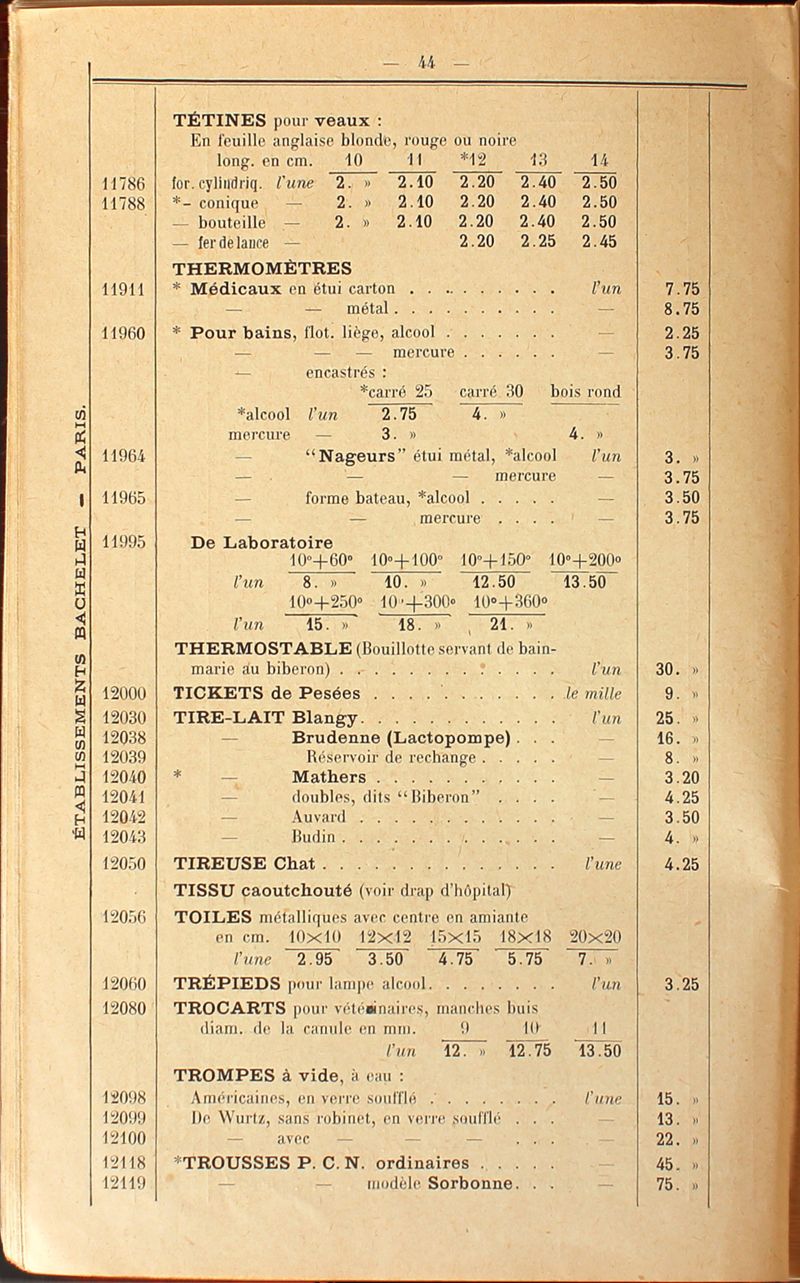 — 44 —
ÉTABLISSEMENTS BACHELET — PARIS.
TÉTINES pour veaux :
En feuille anglaise blonde, rouge ou noire
long. en cm. 10 11 *12 13 14
11786 for. cylindriq. l'une 2. » 2.10 2.20 2.40 2.50
11788 *- conique — 2. » 2.10 2.20 2.40 2.50
— bouteille — 2. » 2.10 2.20 2.40 2.50
— fer de lance — 2.20 2.25 2.45
THERMOMÈTRES
11911 * Médicaux en étui carton . . . . . . . . . . l'un 7.75
— — métal . . . . . . . . . . . — 8.75
11960 * Pour bains, flot. liège, alcool . . . . . . . — 2.25
— — — mercure . . . . . . — 3.75
— encastrés :
*carré 25 carré 30 bois rond
*alcool l'un 2.75 4. »
mercure — 3. » 4. »
11964 — “Nageurs” étui métal, *alcool l'un 3. »
— — — mercure — 3.75
11965 — forme bateau, *alcool . . . . . — 3.50
— — mercure . . . . — 3.75
11995 De Laboratoire
10°+60° 10°+100° 10°+150° 10°+200°
l'un 8. » 10. » 12.50 13.50
10°+250° 10°+300° 10°+360°
l'un 15. » 18. » 21. »
THERMOSTABLE (Bouillotte servant de bain-
marie au biberon) . . . . . . . . . . . . . l'un 30. »
12000 TICKETS de Pesées . . . . . . . . . . . le mille 9. »
12030 TIRE-LAIT Blangy. . . . . . . . . . . . . l'un 25. »
12038 — Brudenne (Lactopompe) . . . — 16. »
12039 Réservoir de rechange . . . . . — 8. »
12040 * — Mathers . . . . . . . . . . . — 3.20
12041 — doubles, dits “Biberon” . . . . — 4.25
12042 — Auvard . . . . . . . . . . . . — 3.50
12043 — Budin . . . . . . . . . . . . . — 4. »
12050 TIREUSE Chat . . . . . . . . . . . . . . l'une 4.25
TISSU caoutchouté (voir drap d'hôpital)
12056 TOILES métalliques avec centre en amiante
en cm. 10×10 12×12 15×15 18×18 20×20
l'une 2.95 3.50 4.75 5.75 7. »
12060 TRÉPIEDS pour lampe alcool. . . . . . . . l'un 3.25
12080 TROCARTS pour vétérinaires, manches buis
diam. de la canule en mm. 9 10 11
l'un 12. » 12.75 13.50
TROMPES à vide, à eau :
12098 Américaines, en verre soufflé . . . . . . . . l'une 15. »
12099 De Wurtz, sans robinet, en verre soufflé . . . — 13. »
12100 — avec — — — . . . — 22. »
12118 *TROUSSES P. C. N. ordinaires . . . . . — 45. »
12119 — — modèle Sorbonne. . . — 75. »